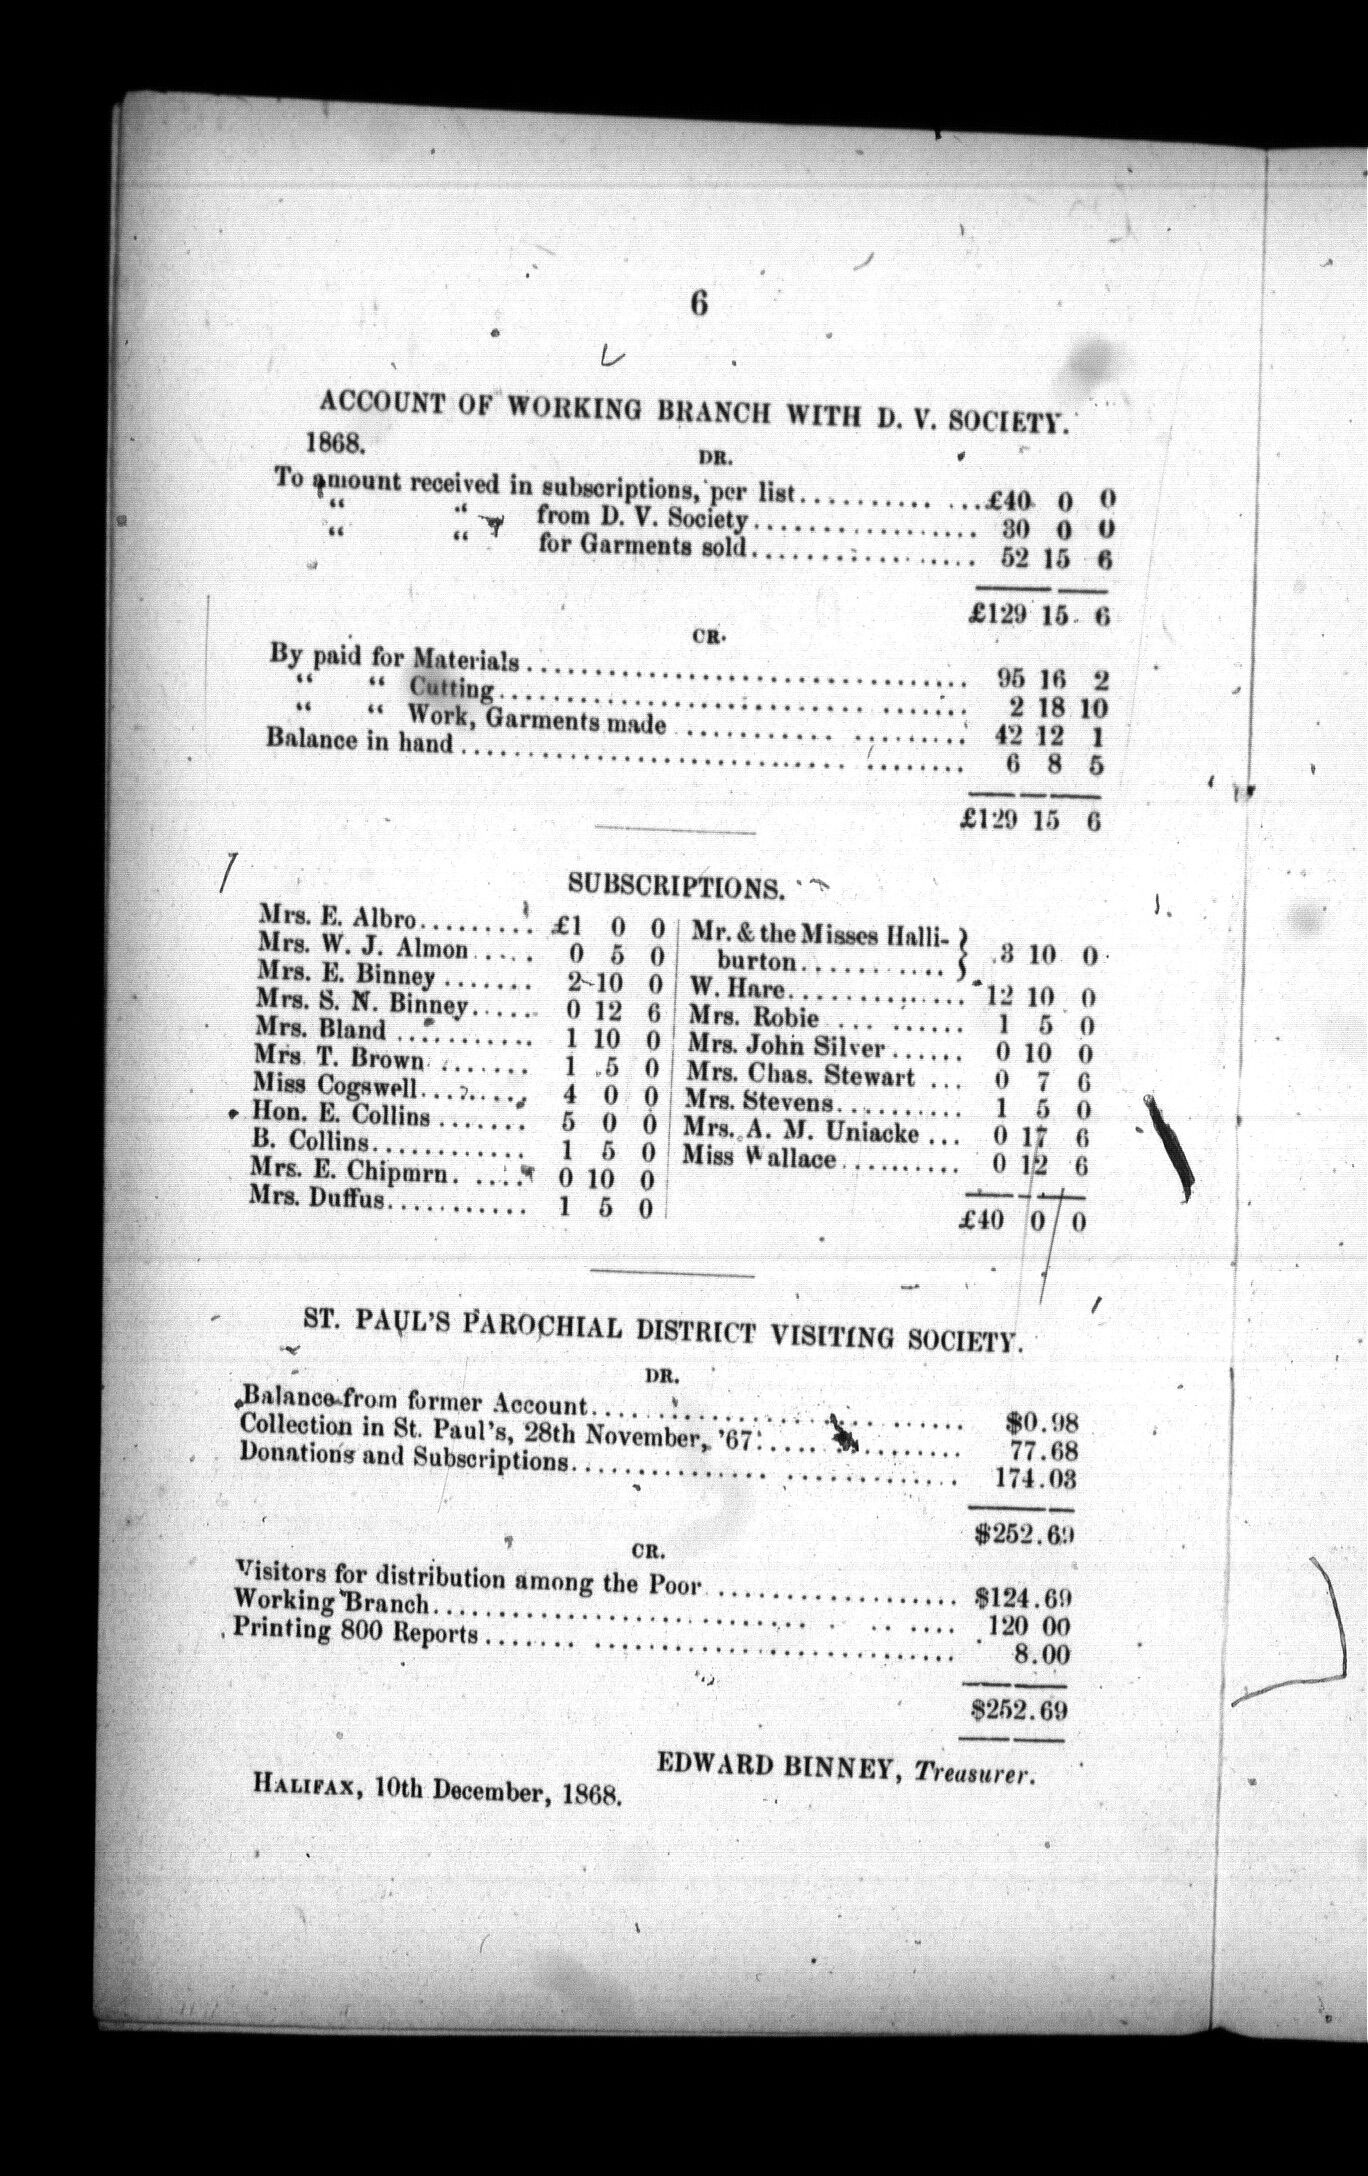 6
ACCOUNT OF WORKING BRANCH WITH D. V. SOCIETY.
1868.
DR.
To amount received in subscriptions, per list.......... ...£40 0 0
“ “ from D. V. Society................. 30 0 0
“ “ for Garments sold................. 52 15 6
£129 15 6
CR.
By paid for Materials................................. 95 16 2
“ “ Cutting................................... 2 18 10
“ “ Work, Garments made ............ ......... 42 12 1
Balance in hand .............................. ........ 6 8 5
£129 15 6
SUBSCRIPTIONS.
Mrs. E. Albro......... £1 0 0
Mrs. W. J. Almon..... 0 5 0
Mrs. E. Binney ....... 2 10 0
Mrs. S. N. Binney..... 0 12 6
Mrs. Bland ........... 1 10 0
Mrs. T. Brown ....... 1 5 0
Miss Cogswell........ 4 0 0
Hon. E. Collins ....... 5 0 0
B. Collins............ 1 5 0
Mrs. E. Chipmrn. ..... 0 10 0
Mrs. Duffus........... 1 5 0
Mr. & the Misses Halli-
burton........... } 3 10 0
W. Hare............. 12 10 0
Mrs. Robie ... ...... 1 5 0
Mrs. John Silver ...... 0 10 0
Mrs. Chas. Stewart ... 0 7 6
Mrs. Stevens.......... 1 5 0
Mrs. A. M. Uniacke ... 0 17 6
Miss Wallace.......... 0 12 6
£40 0 0
ST. PAUL'S PAROCHIAL DISTRICT VISITING SOCIETY.
DR.
Balance from former Account........................... $0.98
Collection in St. Paul's, 28th November, '67............. 77.68
Donations and Subscriptions............... ............. 174.03
$252.69
CR.
Visitors for distribution among the Poor .................. $124.69
Working Branch............................ . .. .... 120 00
Printing 800 Reports ....... .......................... 8.00
$252.69
EDWARD BINNEY, Treasurer.
HALIFAX, 10th December, 1868.